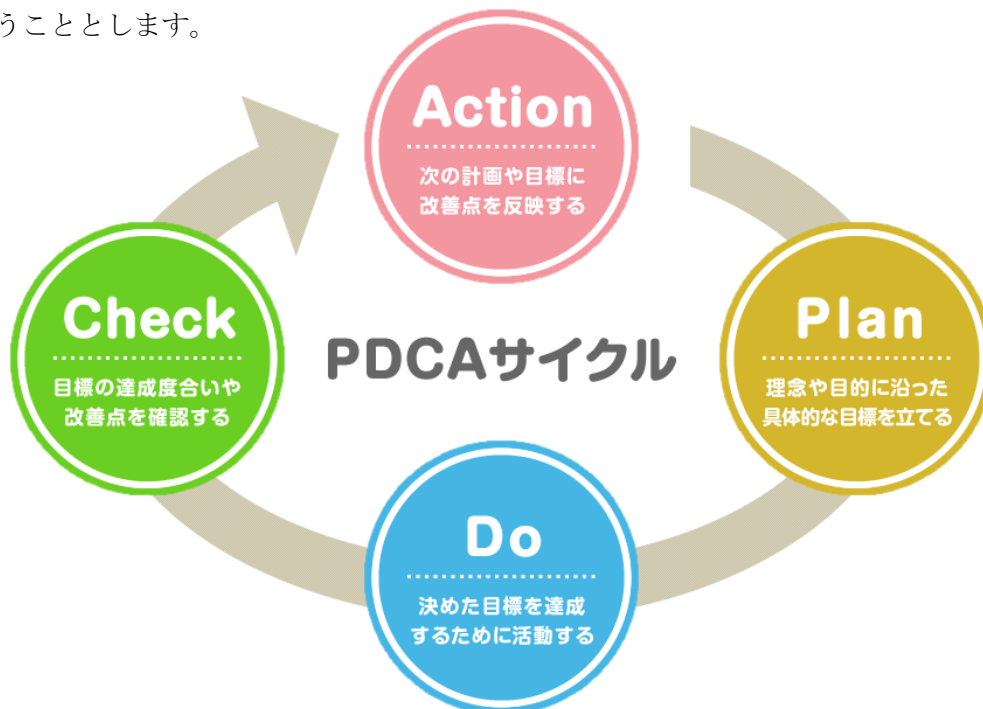 うこととします。
Action
次の計画や目標に
改善点を反映する
Check
目標の達成度合いや
改善点を確認する
PDCAサイクル
Plan
理念や目的に沿った
具体的な目標を立てる
Do
決めた目標を達成
するために活動する